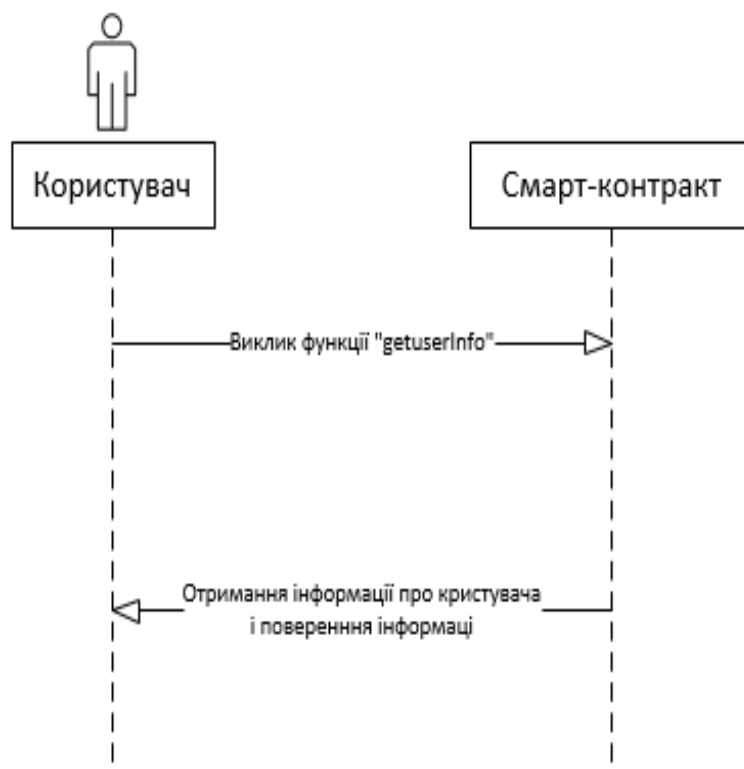 Користувач
Смарт-контракт
Виклик функції "getuserInfo"
Отримання інформації про кристувача
і поверенння інформаці